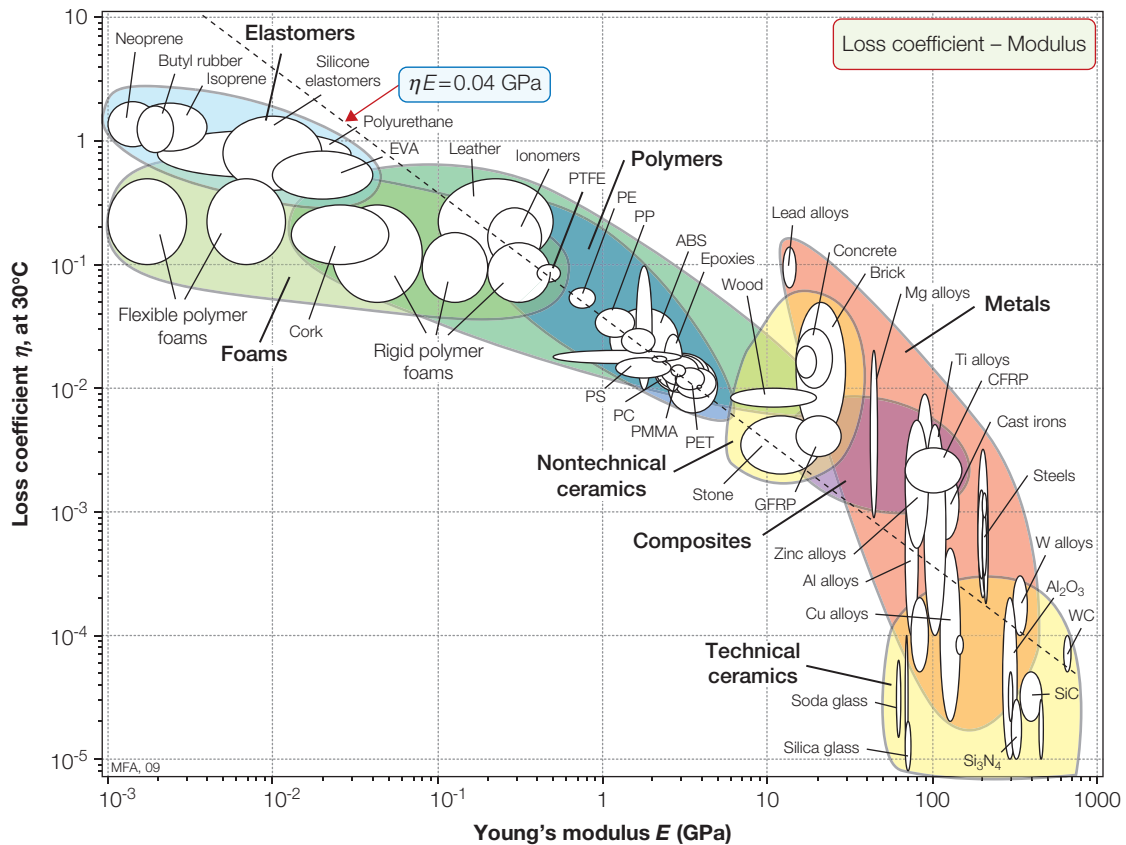 Loss coefficient – Modulus
ηE=0.04 GPa
Loss coefficient η, at 30°C
10
1
10-1
10-2
10-3
10-4
10-5
Neoprene
Butyl rubber
Isoprene
Elastomers
Silicone
elastomers
Polyurethane
EVA
Leather
Ionomers
PTFE
Polymers
PE
PP
ABS
Epoxies
Wood
Lead alloys
Concrete
Brick
Mg alloys
Metals
Ti alloys
CFRP
Cast irons
Steels
W alloys
Al2O3
WC
Flexible polymer
foams
Foams
Cork
Rigid polymer
foams
PS
PC
PMMA
PET
Nontechnical
ceramics
Stone
GFRP
Composites
Zinc alloys
Al alloys
Cu alloys
Technical
ceramics
Soda glass
Silica glass
SiC
Si3N4
MFA, 09
10-3
10-2
10-1
1
10
100
1000
Young's modulus E (GPa)